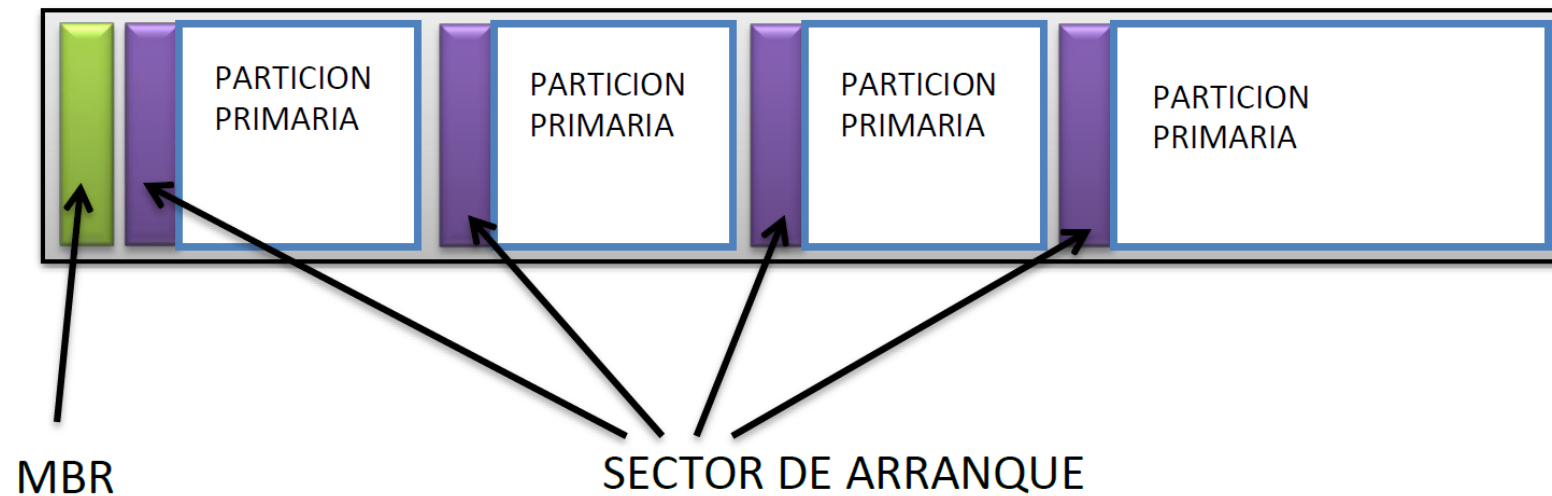 PARTICION
PRIMARIA
PARTICION
PRIMARIA
PARTICION
PRIMARIA
PARTICION
PRIMARIA
MBR
SECTOR DE ARRANQUE